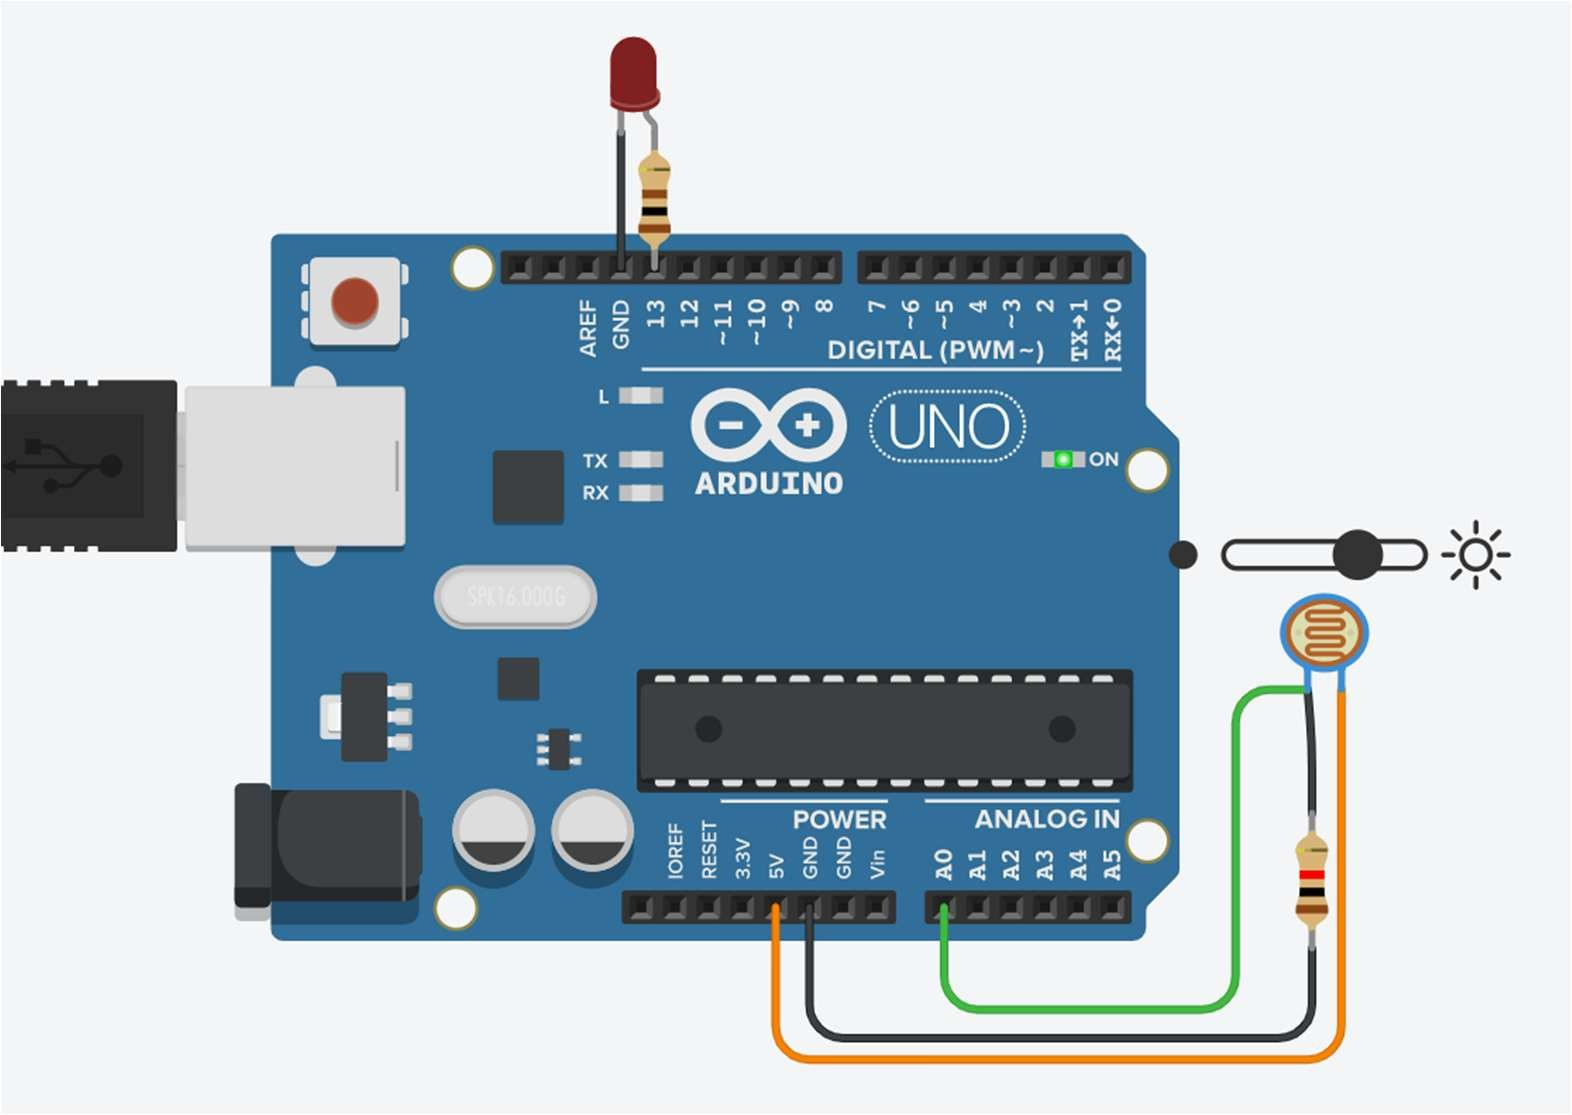 AREF
GND
13
12
~11
~10
~9
8
7
~6
~5
4
~3
2
TX→1
RX←0
DIGITAL (PWM~)
L
TX
RX
ARDUINO
UNO
ON
SPK16.000G
POWER
ANALOG IN
IOREF
RESET
3.3V
5V
GND
GND
Vin
A0
A1
A2
A3
A4
A5